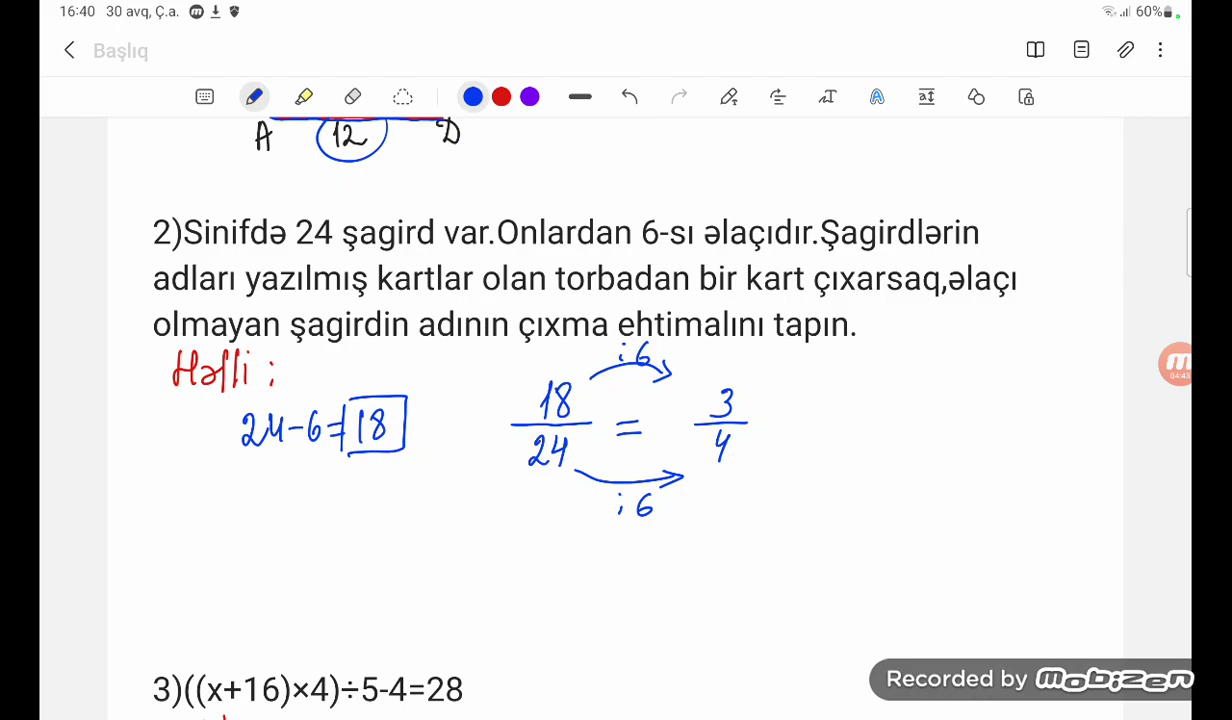 16:40 30 avq, Ç.a. 60%
Başlıq
A 12 D
2)Sinifdə 24 şagird var.Onlardan 6-sı əlaçıdır.Şagirdlərin
adları yazılmış kartlar olan torbadan bir kart çıxarsaq,əlaçı
olmayan şagirdin adının çıxma ehtimalını tapın.
Həlli :
:6
24-6=18 18/24 = 3/4
:6
04:43
3)((x+16)×4)÷5-4=28
Recorded by mobizen